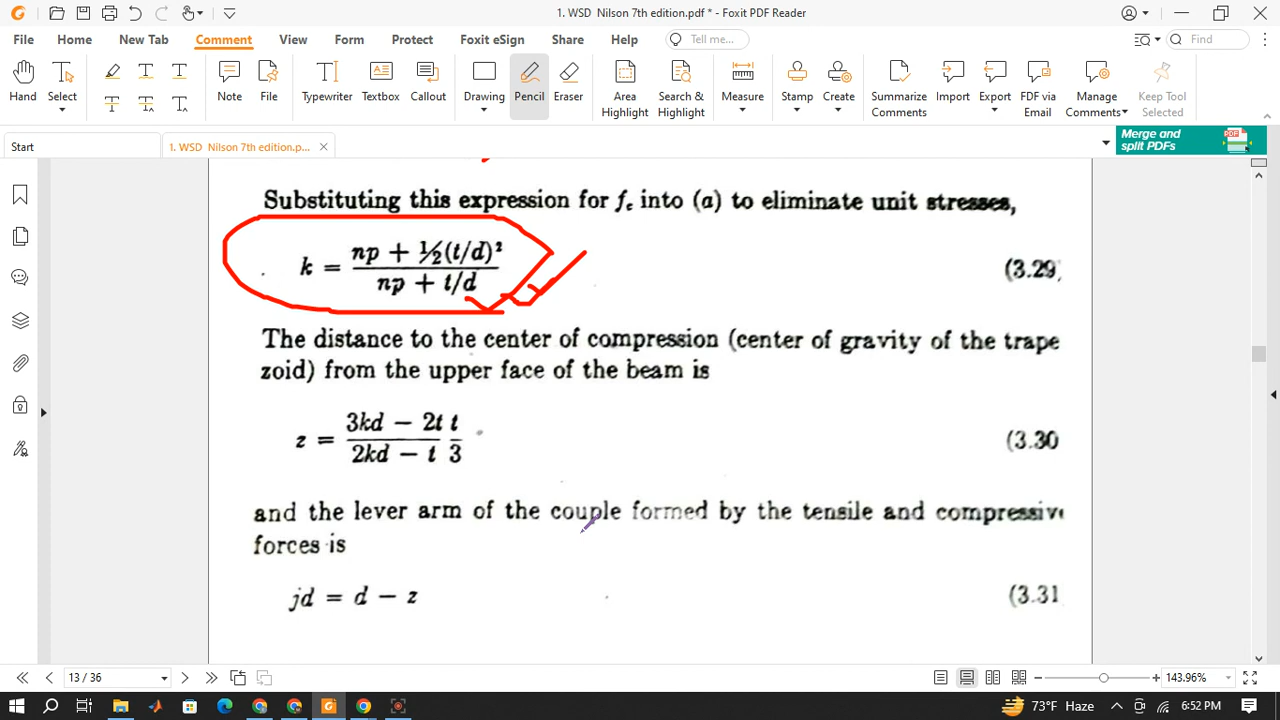 1. WSD Nilson 7th edition.pdf * - Foxit PDF Reader
File Home New Tab Comment View Form Protect Foxit eSign Share Help Tell me... Find
Hand Select Note File Typewriter Textbox Callout Drawing Pencil Eraser Area Highlight Search & Highlight Measure Stamp Create Summarize Comments Import Export FDF via Email Manage Comments Keep Tool Selected
Start 1. WSD Nilson 7th edition.p... Merge and split PDFs
Substituting this expression for f_c into (a) to eliminate unit stresses,
k = (np + ½(t/d)²) / (np + t/d) (3.29)
The distance to the center of compression (center of gravity of the trape
zoid) from the upper face of the beam is
z = (3kd − 2t)/(2kd − t) t/3 (3.30
and the lever arm of the couple formed by the tensile and compressive
forces is
jd = d − z (3.31
13 / 36 143.96%
73°F Haze 6:52 PM